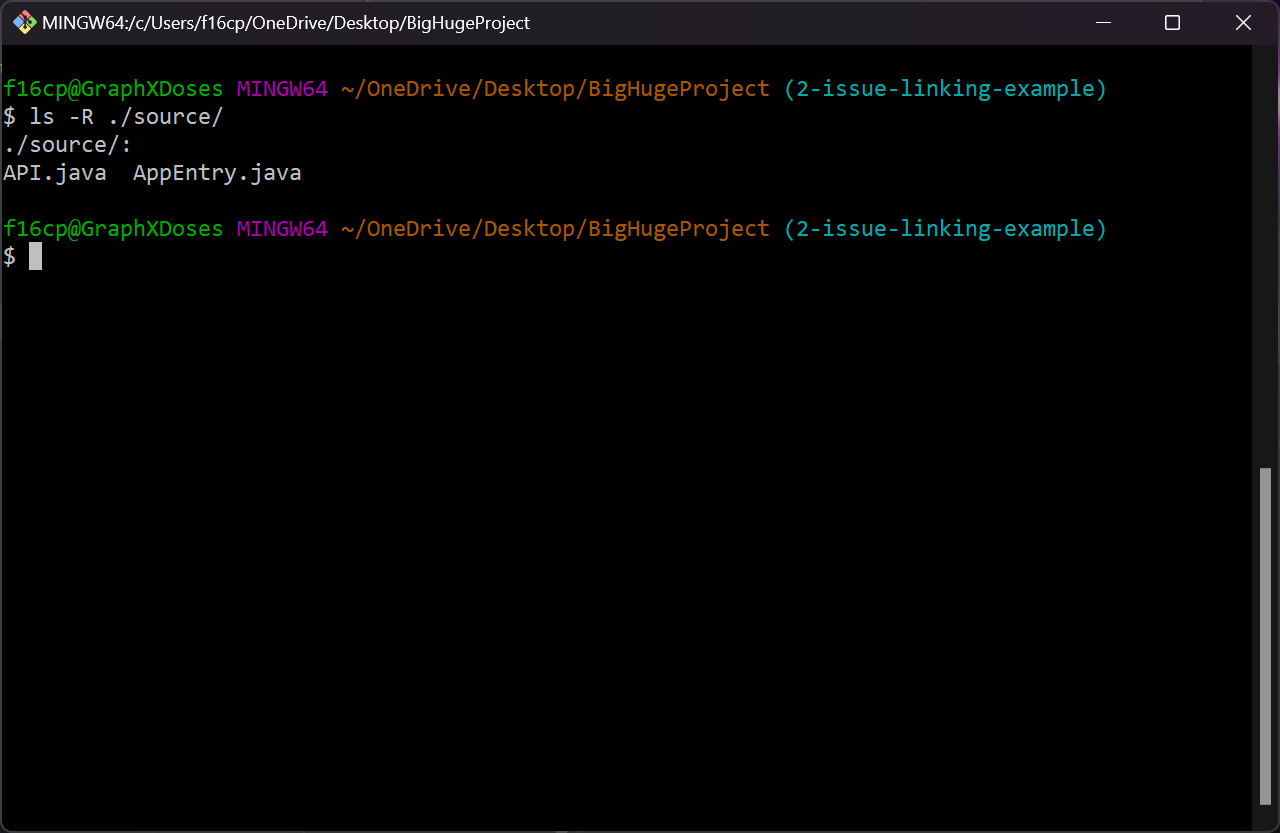 MINGW64:/c/Users/f16cp/OneDrive/Desktop/BigHugeProject
f16cp@GraphXDoses MINGW64 ~/OneDrive/Desktop/BigHugeProject (2-issue-linking-example)
$ ls -R ./source/
./source/:
API.java  AppEntry.java
f16cp@GraphXDoses MINGW64 ~/OneDrive/Desktop/BigHugeProject (2-issue-linking-example)
$